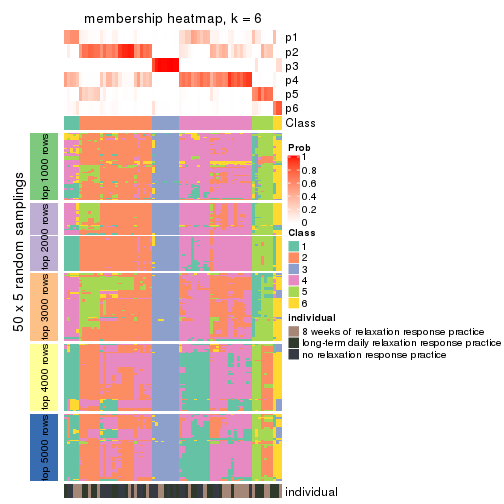 membership heatmap, k = 6
p1
p2
p3
p4
p5
p6
Class
50 x 5 random samplings
top 1000 rows
top 2000 rows
top 3000 rows
top 4000 rows
top 5000 rows
individual
Prob
1
0.8
0.6
0.4
0.2
0
Class
1
2
3
4
5
6
individual
8 weeks of relaxation response practice
long-term daily relaxation response practice
no relaxation response practice